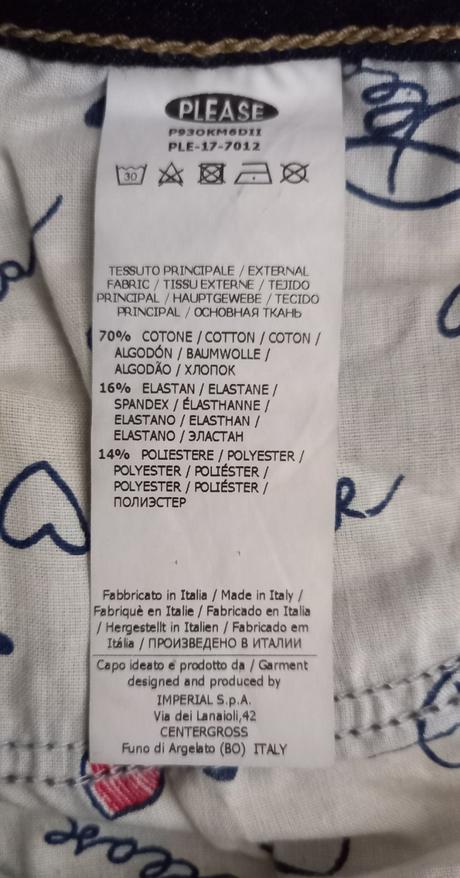 PLEASE
P93OKM6DII
PLE-17-7012
30
TESSUTO PRINCIPALE / EXTERNAL
FABRIC / TISSU EXTERNE / TEJIDO
PRINCIPAL / HAUPTGEWEBE / TECIDO
PRINCIPAL / ОСНОВНАЯ ТКАНЬ
70% COTONE / COTTON / COTON /
ALGODÓN / BAUMWOLLE /
ALGODÃO / ХЛОПОК
16% ELASTAN / ELASTANE /
SPANDEX / ÉLASTHANNE /
ELASTANO / ELASTHAN /
ELASTANO / ЭЛАСТАН
14% POLIESTERE / POLYESTER /
POLYESTER / POLIÉSTER /
POLYESTER / POLIÉSTER /
ПОЛИЭСТЕР
Fabbricato in Italia / Made in Italy /
Fabriquè en Italie / Fabricado en Italia
/ Hergestellt in Italien / Fabricado em
Itália / ПРОИЗВЕДЕНО В ИТАЛИИ
Capo ideato e prodotto da / Garment
designed and produced by
IMPERIAL S.p.A.
Via dei Lanaioli,42
CENTERGROSS
Funo di Argelato (BO) ITALY